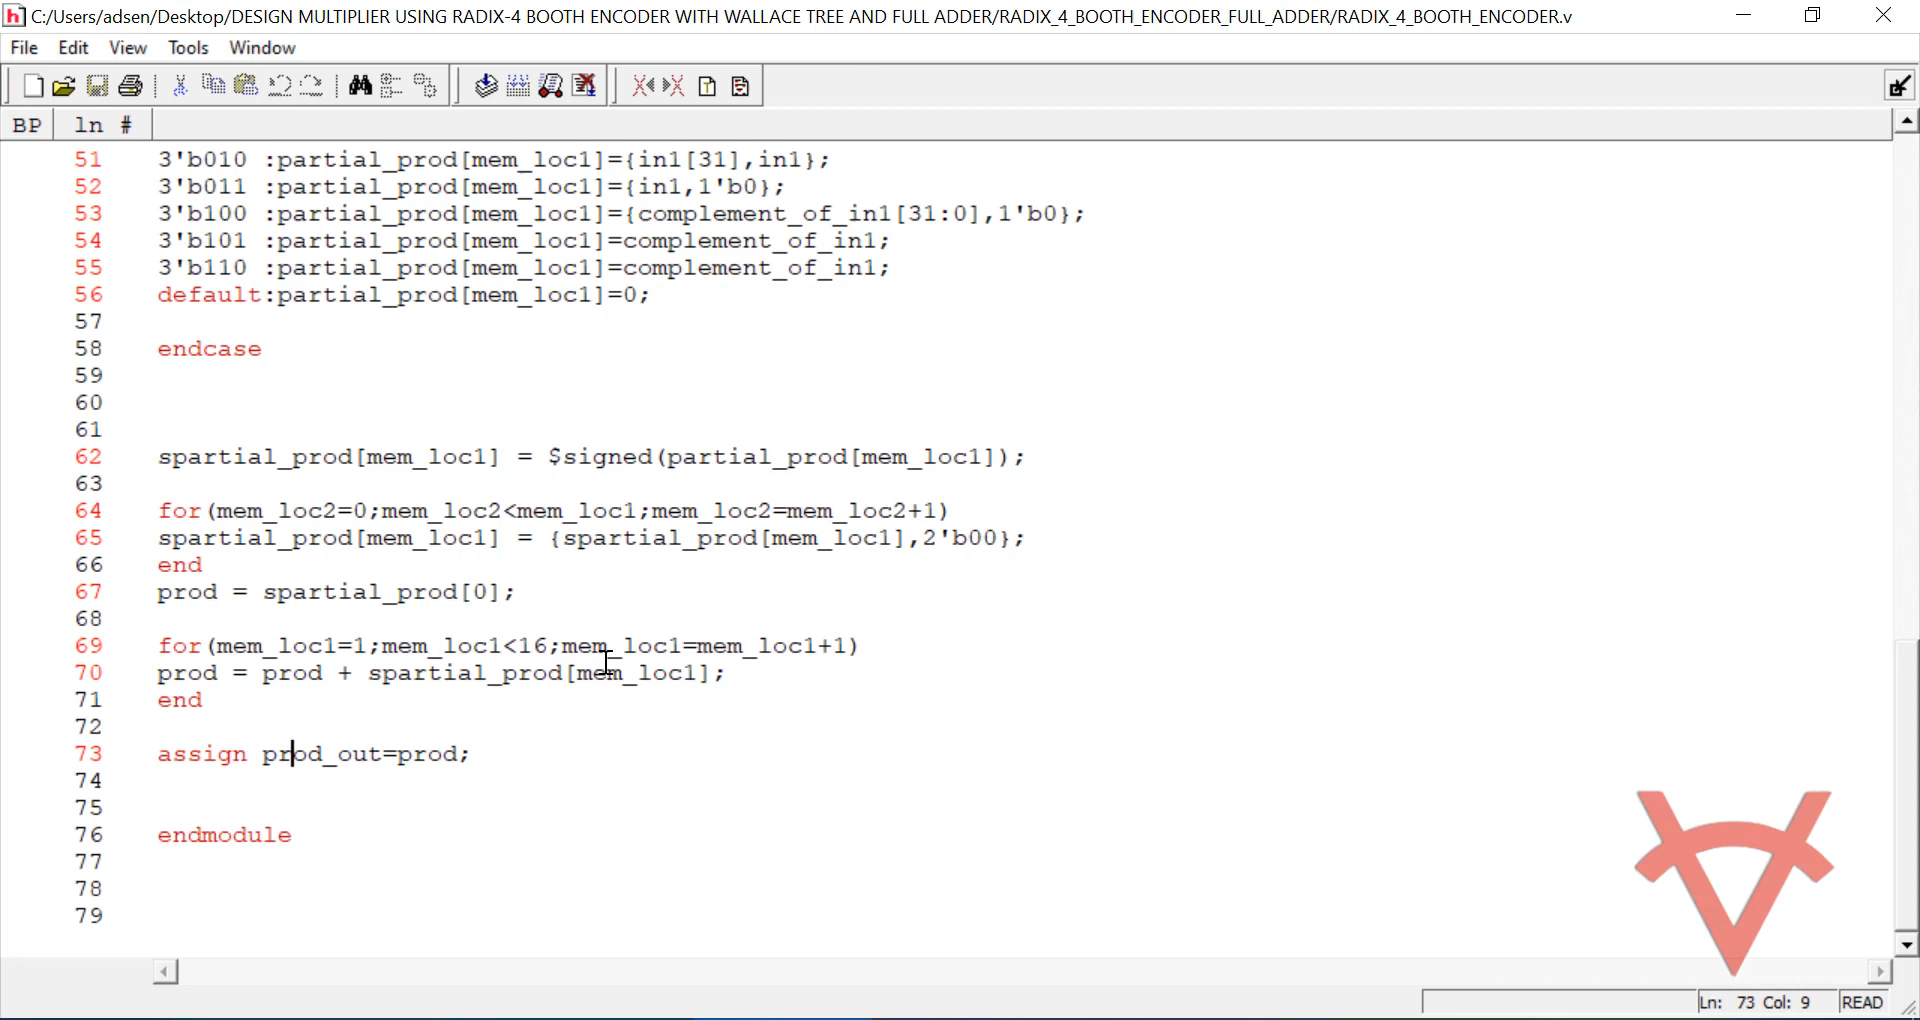 C:/Users/adsen/Desktop/DESIGN MULTIPLIER USING RADIX-4 BOOTH ENCODER WITH WALLACE TREE AND FULL ADDER/RADIX_4_BOOTH_ENCODER_FULL_ADDER/RADIX_4_BOOTH_ENCODER.v
File Edit View Tools Window
BP ln #
51 3'b010 :partial_prod[mem_loc1]={in1[31],in1};
52 3'b011 :partial_prod[mem_loc1]={in1,1'b0};
53 3'b100 :partial_prod[mem_loc1]={complement_of_in1[31:0],1'b0};
54 3'b101 :partial_prod[mem_loc1]=complement_of_in1;
55 3'b110 :partial_prod[mem_loc1]=complement_of_in1;
56 default:partial_prod[mem_loc1]=0;
57
58 endcase
59
60
61
62 spartial_prod[mem_loc1] = $signed(partial_prod[mem_loc1]);
63
64 for(mem_loc2=0;mem_loc2<mem_loc1;mem_loc2=mem_loc2+1)
65 spartial_prod[mem_loc1] = {spartial_prod[mem_loc1],2'b00};
66 end
67 prod = spartial_prod[0];
68
69 for(mem_loc1=1;mem_loc1<16;mem_loc1=mem_loc1+1)
70 prod = prod + spartial_prod[mem_loc1];
71 end
72
73 assign prod_out=prod;
74
75
76 endmodule
77
78
79
Ln: 73 Col: 9 READ